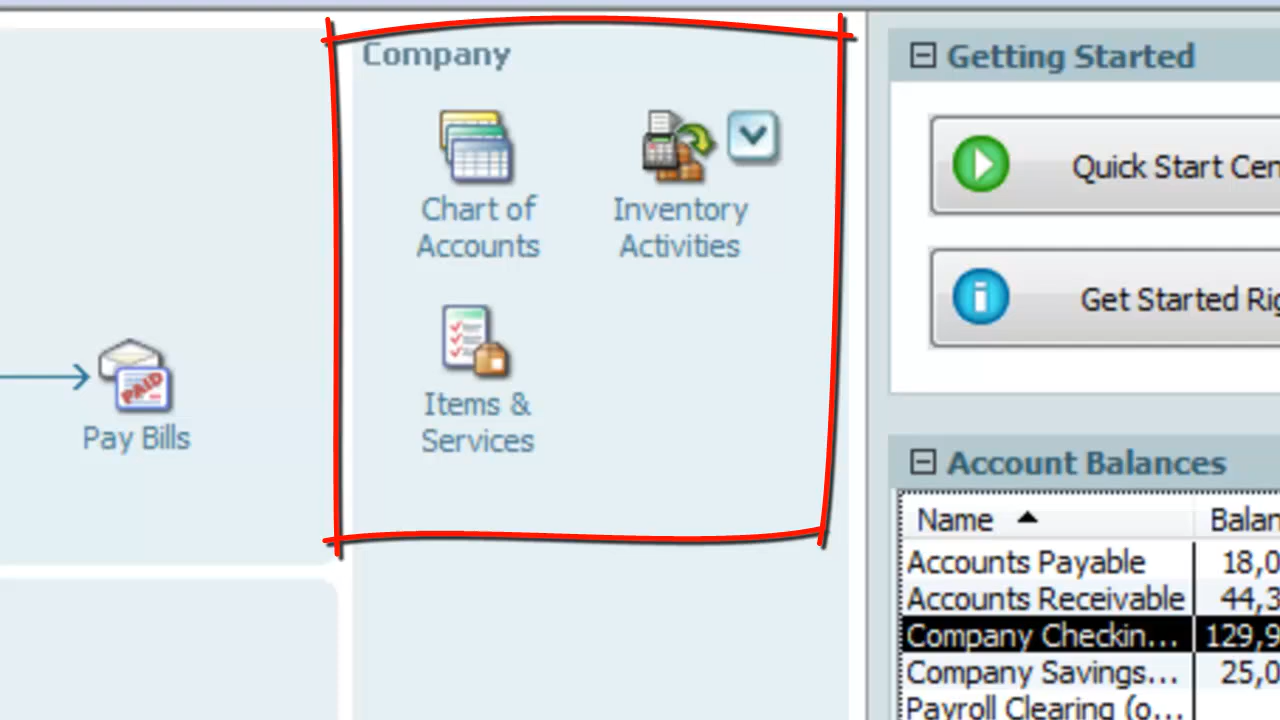 Company
Chart of
Accounts
Inventory
Activities
Items &
Services
PAID
Pay Bills
Getting Started
Quick Start Cen
Get Started Rig
Account Balances
Name Balan
Accounts Payable 18,0
Accounts Receivable 44,3
Company Checkin... 129,9
Company Savings... 25,0
Payroll Clearing (o...